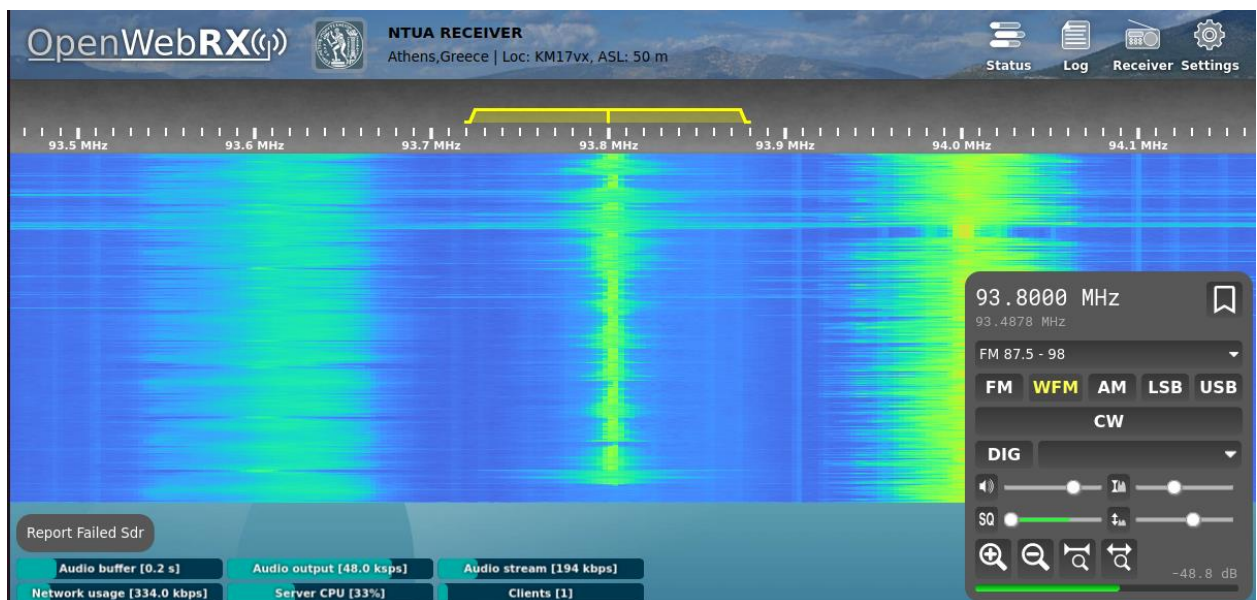 OpenWebRX
NTUA RECEIVER
Athens,Greece | Loc: KM17vx, ASL: 50 m
Status Log Receiver Settings
93.5 MHz 93.6 MHz 93.7 MHz 93.8 MHz 93.9 MHz 94.0 MHz 94.1 MHz
93.8000 MHz
93.4878 MHz
FM 87.5 - 98
FM WFM AM LSB USB
CW
DIG
SQ
-48.8 dB
Report Failed Sdr
Audio buffer [0.2 s] Audio output [48.0 ksps] Audio stream [194 kbps]
Network usage [334.0 kbps] Server CPU [33%] Clients [1]